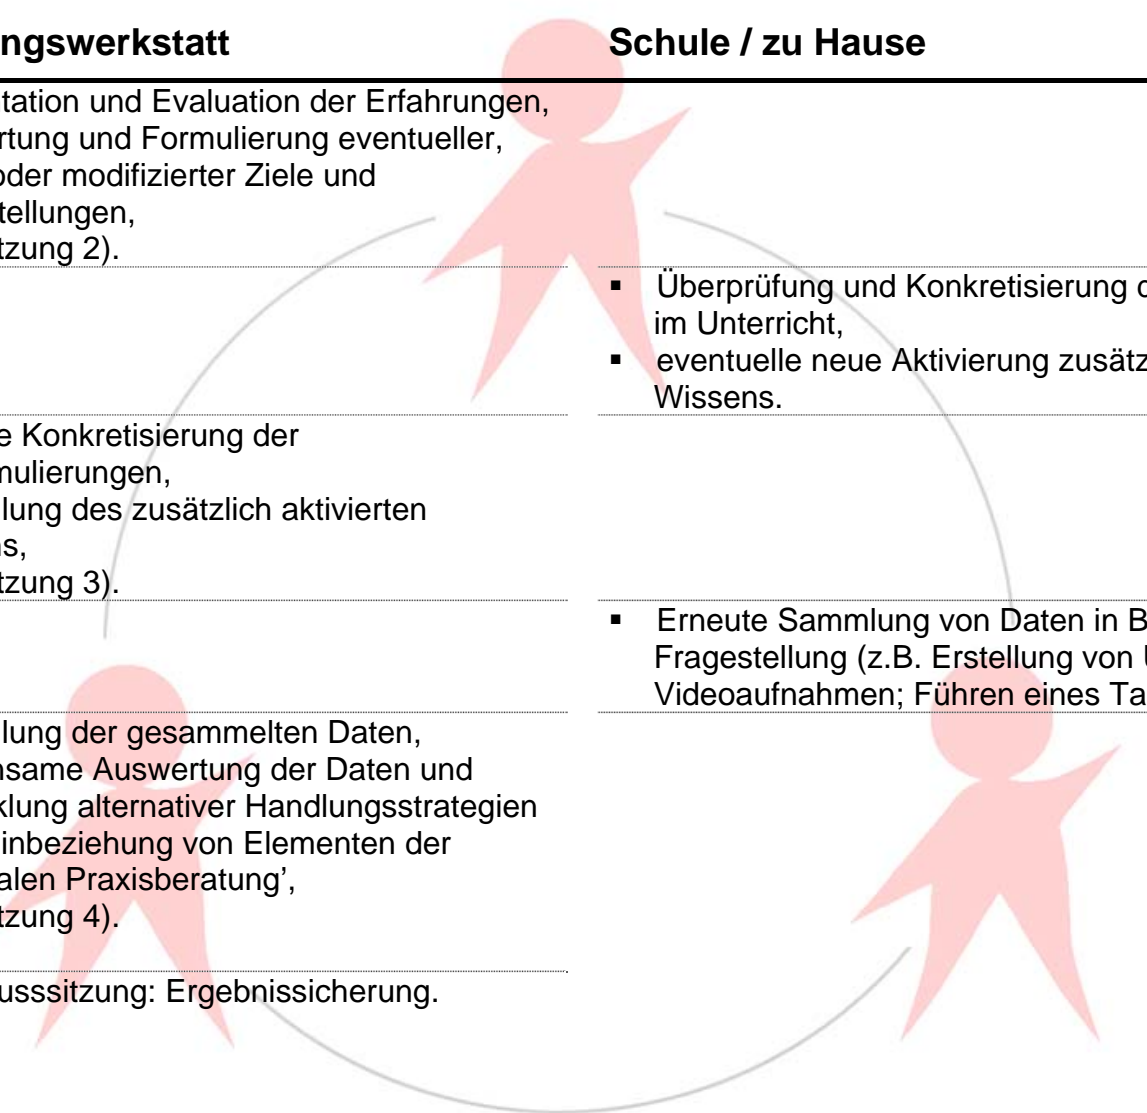 ngswerkstatt
Schule / zu Hause
tation und Evaluation der Erfahrungen,
rtung und Formulierung eventueller,
oder modifizierter Ziele und
tellungen,
tzung 2).
▪ Überprüfung und Konkretisierung d
im Unterricht,
▪ eventuelle neue Aktivierung zusätz
Wissens.
e Konkretisierung der
mulierungen,
lung des zusätzlich aktivierten
ns,
tzung 3).
▪ Erneute Sammlung von Daten in B
Fragestellung (z.B. Erstellung von U
Videoaufnahmen; Führen eines Ta
lung der gesammelten Daten,
nsame Auswertung der Daten und
klung alternativer Handlungsstrategien
inbeziehung von Elementen der
alen Praxisberatung’,
tzung 4).
usssitzung: Ergebnissicherung.